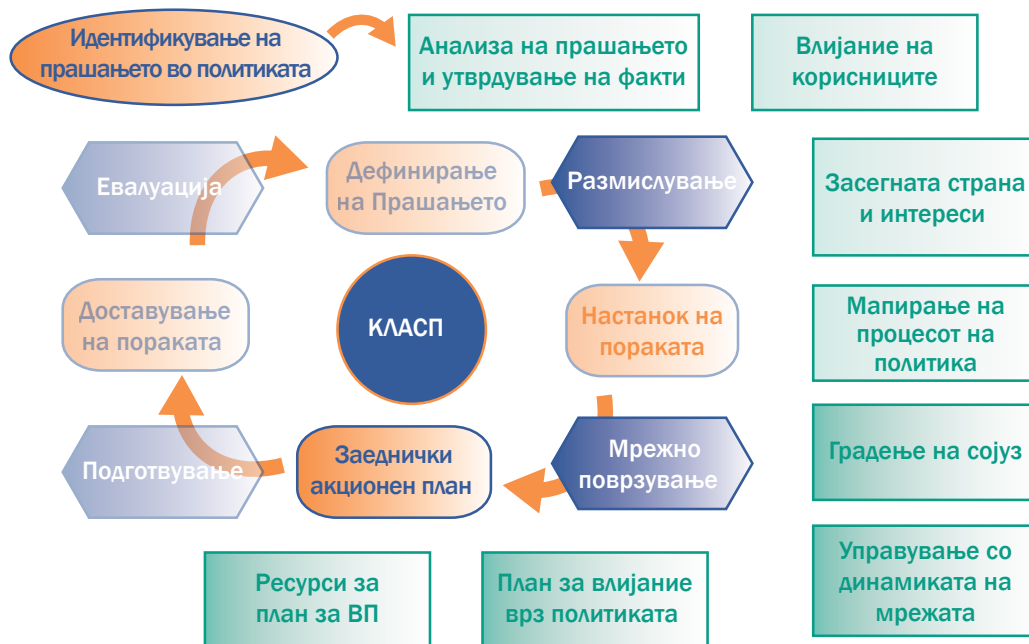 Идентификување на
прашањето во политиката
Анализа на прашањето
и утврдување на факти
Влијание на
корисниците
Евалуација
Дефинирање
на Прашањето
Размислување
Засегната страна
и интереси
Доставување
на пораката
КЛАСП
Настанок на
пораката
Мапирање на
процесот на
политика
Подготвување
Заеднички
акционен план
Мрежно
поврзување
Градење на сојуз
Ресурси за
план за ВП
План за влијание
врз политиката
Управување со
динамиката на
мрежата